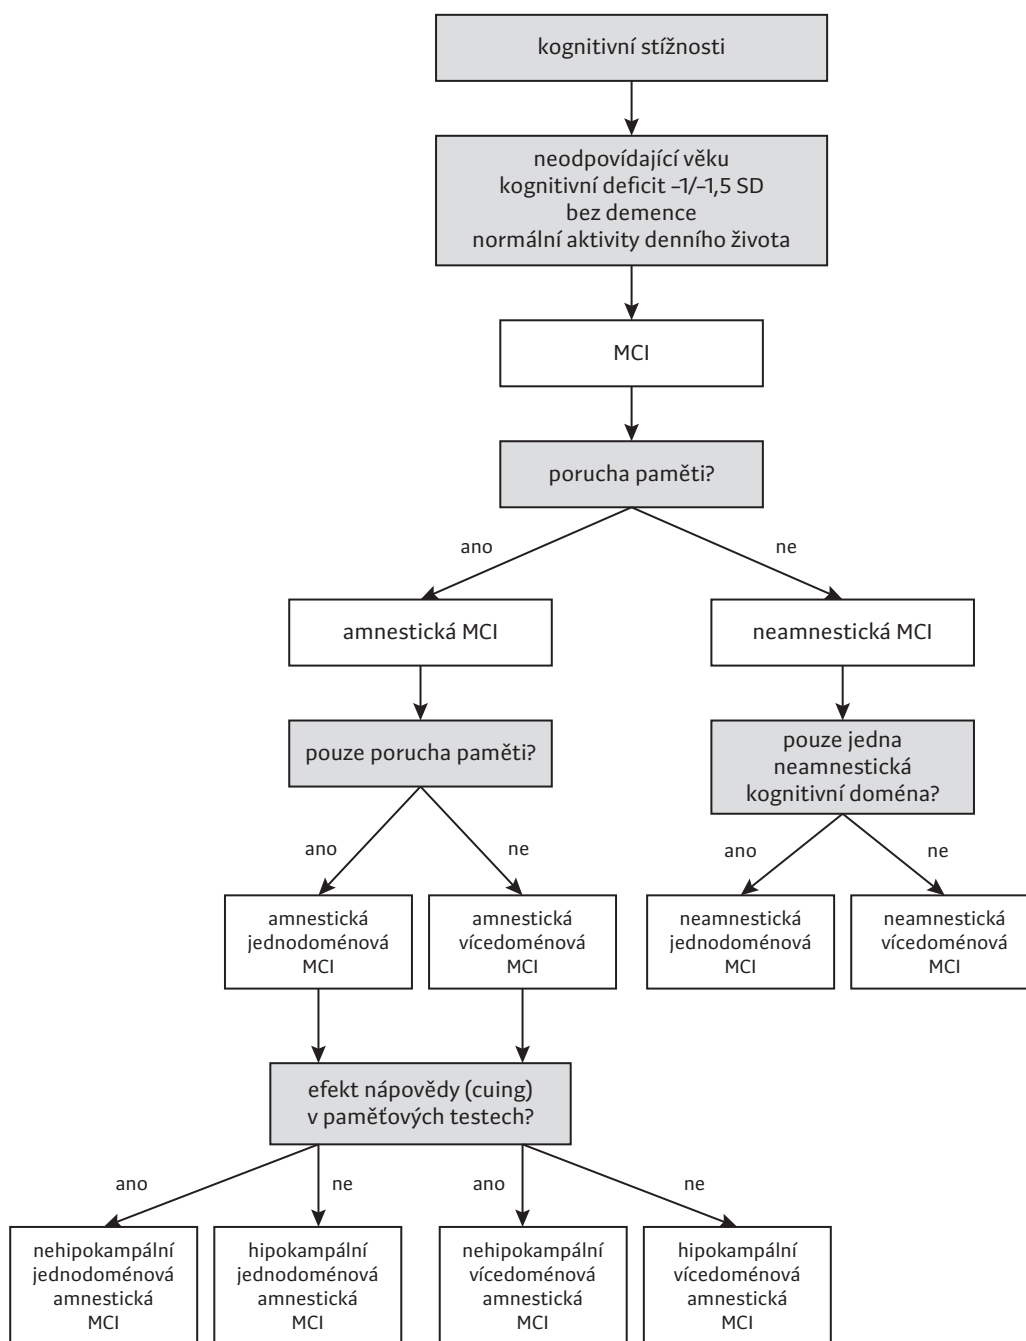 kognitivní stížnosti
neodpovídající věku
kognitivní deficit –1/–1,5 SD
bez demence
normální aktivity denního života
MCI
porucha paměti?
ano
ne
amnestická MCI
neamnestická MCI
pouze porucha paměti?
pouze jedna
neamnestická
kognitivní doména?
ano
ne
ano
ne
amnestická
jednodoménová
MCI
amnestická
vícedoménová
MCI
neamnestická
jednodoménová
MCI
neamnestická
vícedoménová
MCI
efekt nápovědy (cuing)
v paměťových testech?
ano
ne
ano
ne
nehipokampální
jednodoménová
amnestická
MCI
hipokampální
jednodoménová
amnestická
MCI
nehipokampální
vícedoménová
amnestická
MCI
hipokampální
vícedoménová
amnestická
MCI